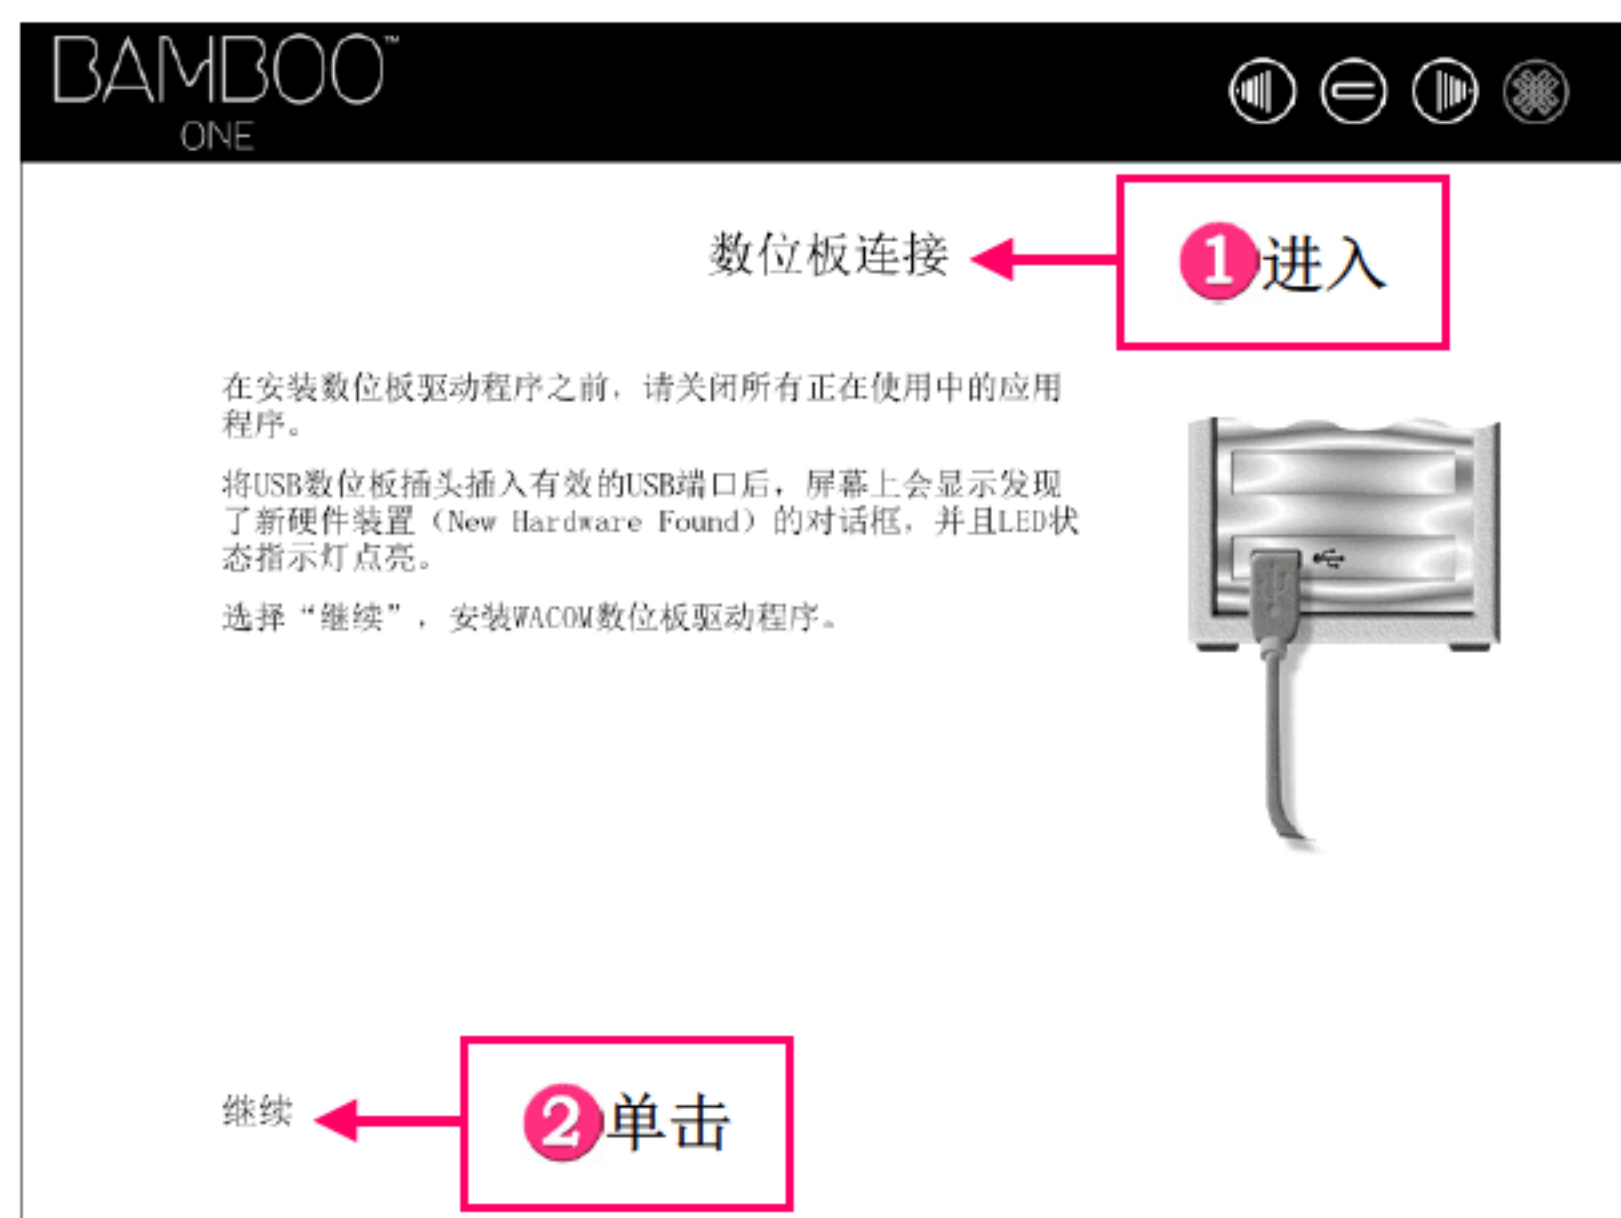 BAMBOO™
ONE
数位板连接
1进入
在安装数位板驱动程序之前，请关闭所有正在使用中的应用
程序。
将USB数位板插头插入有效的USB端口后，屏幕上会显示发现
了新硬件装置（New Hardware Found）的对话框，并且LED状
态指示灯点亮。
选择“继续”，安装WACOM数位板驱动程序。
继续
2单击